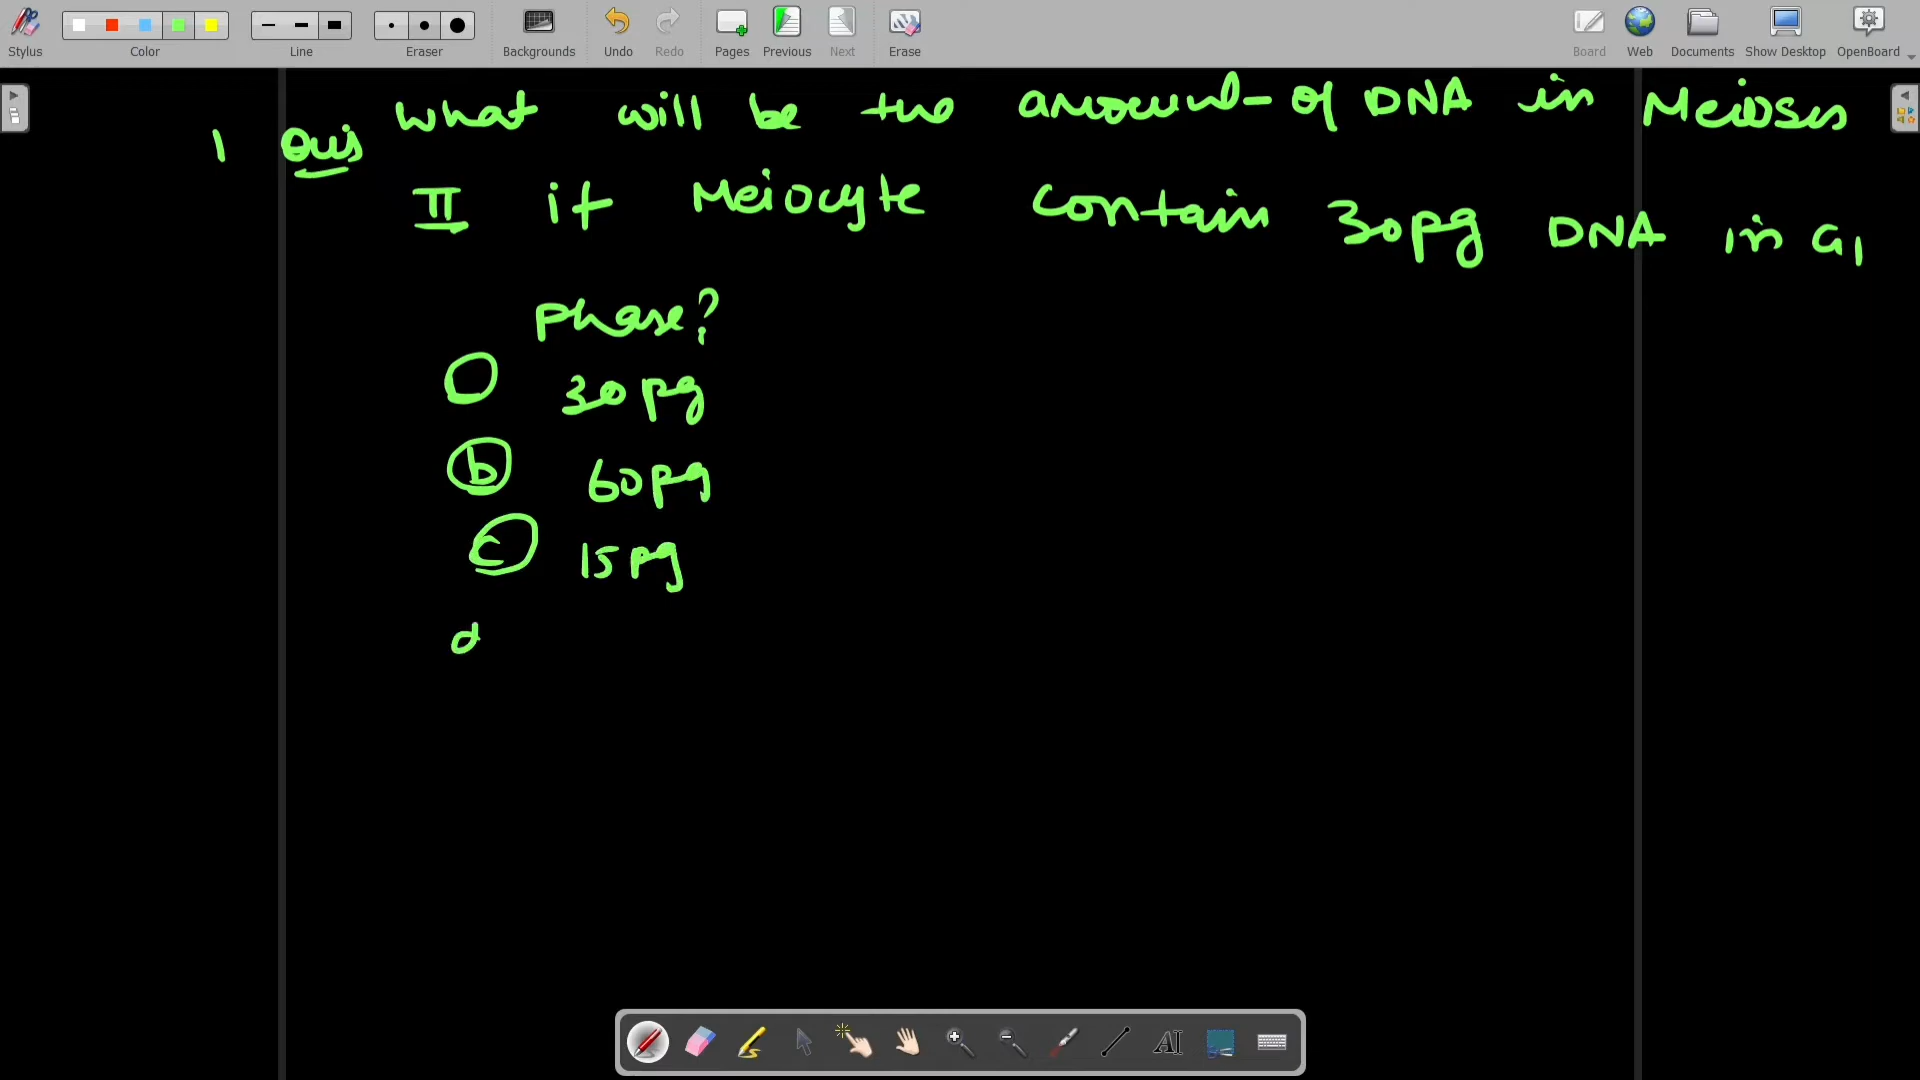 Stylus Color Line Eraser Backgrounds Undo Redo Pages Previous Next Erase Board Web Documents Show Desktop OpenBoard
1 Ques what will be the amount of DNA in Meiosis
II if Meiocyte contain 30pg DNA in G1
phase?
30pg
b 60pg
c 15pg
d